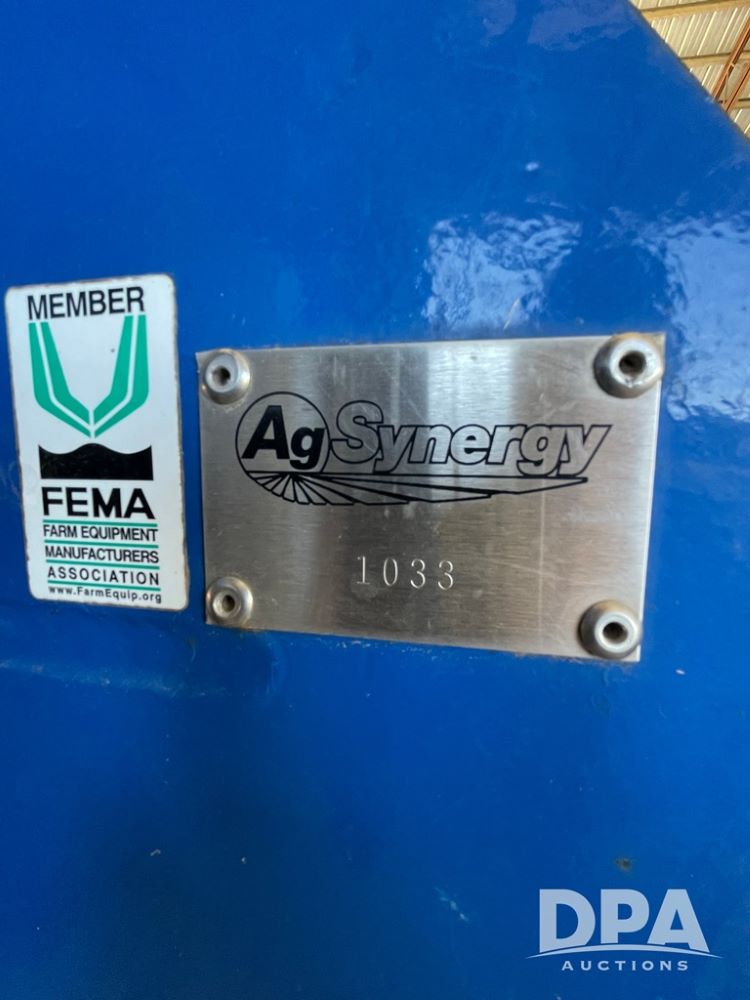 MEMBER
FEMA
FARM EQUIPMENT
MANUFACTURERS
ASSOCIATION
www.FarmEquip.org
AgSynergy
1033
DPA
AUCTIONS